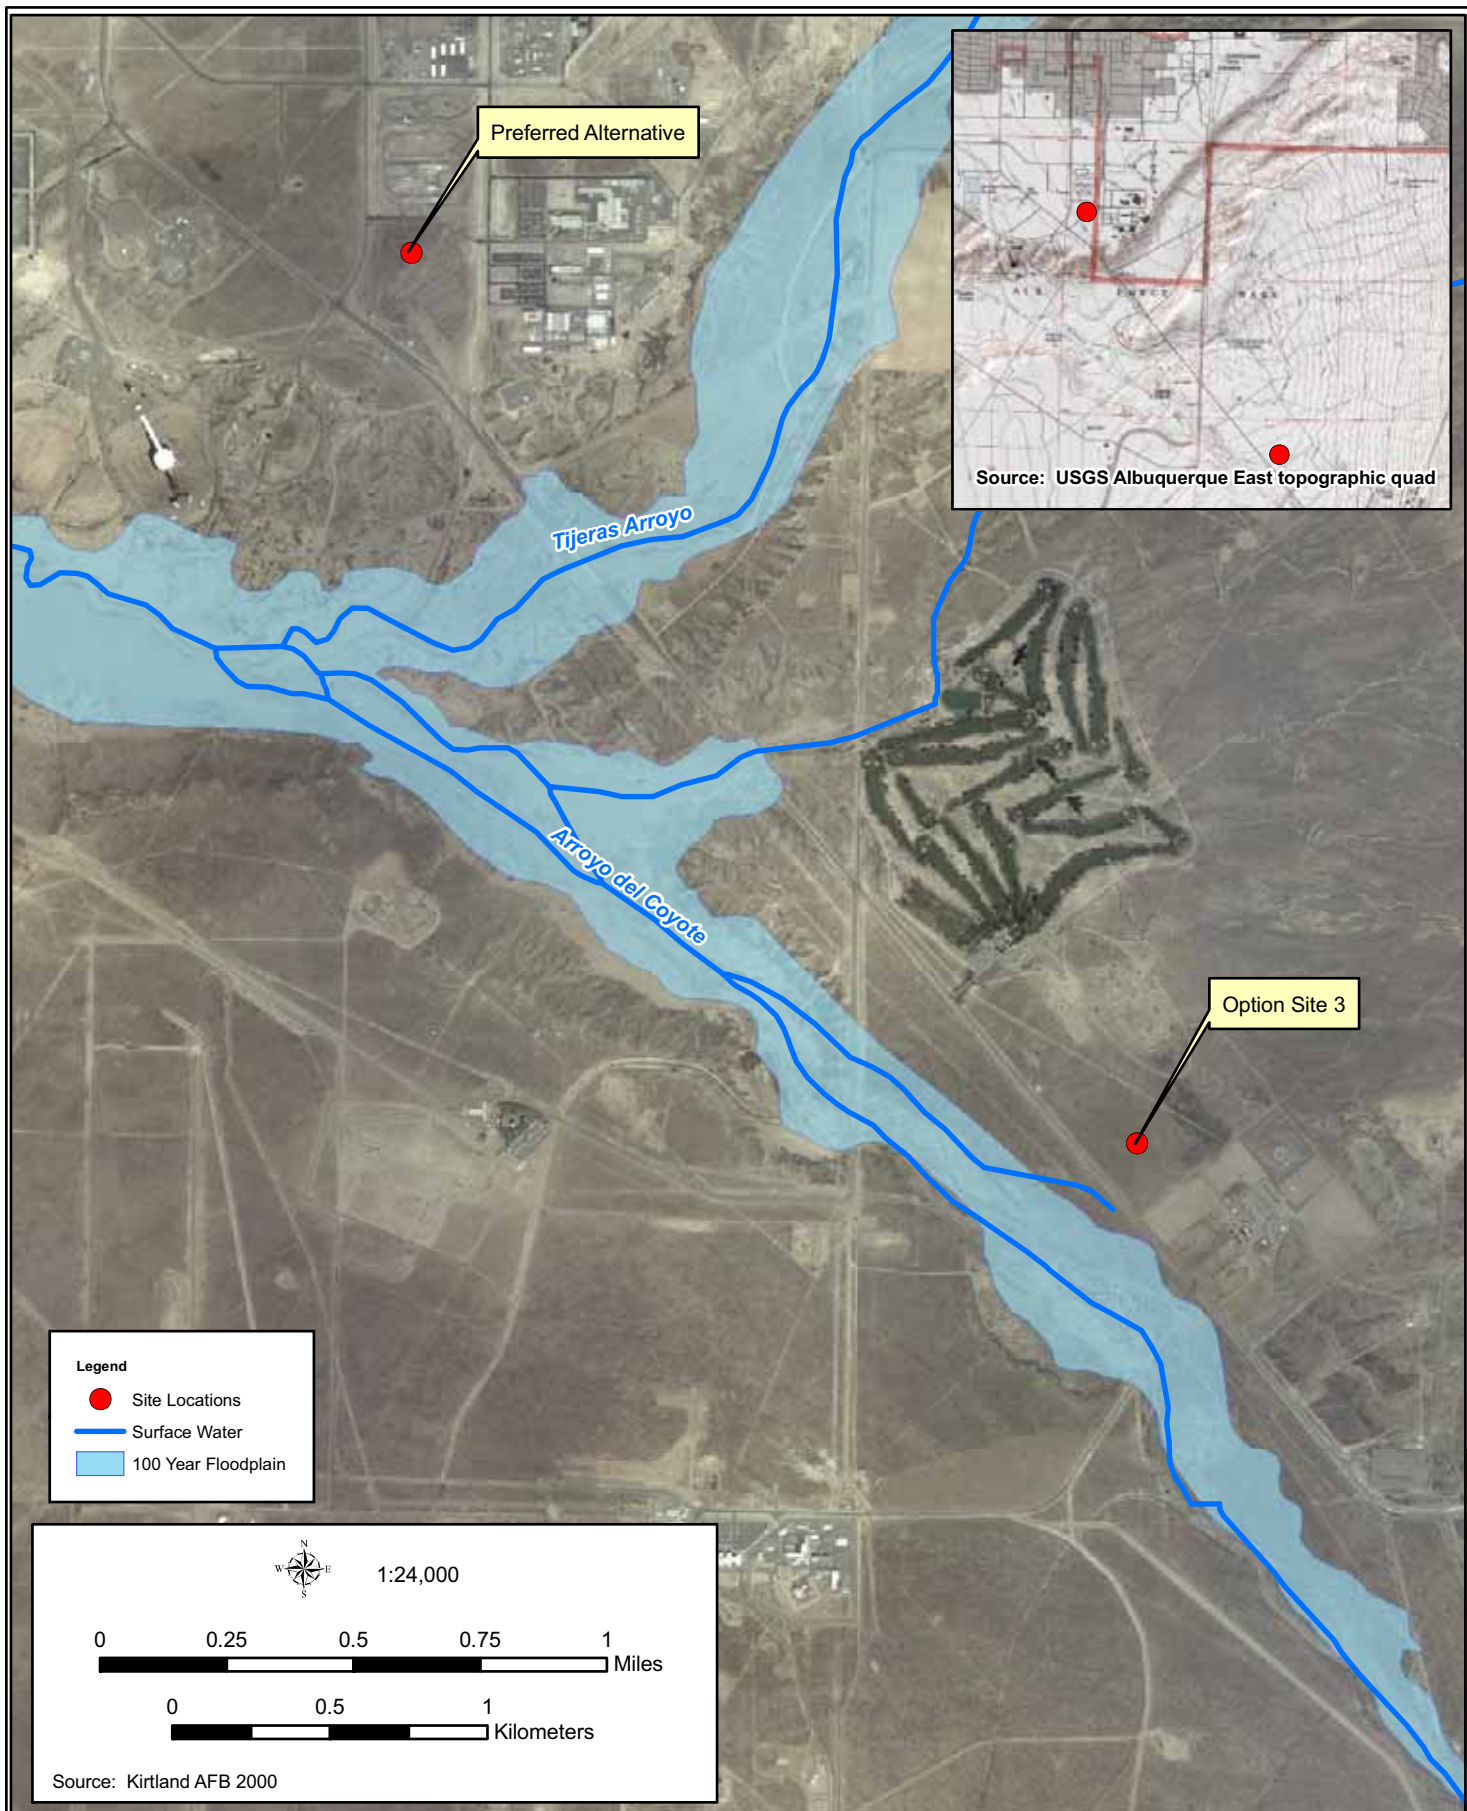 Preferred Alternative
Source: USGS Albuquerque East topographic quad
Tijeras Arroyo
Arroyo del Coyote
Option Site 3
Legend
Site Locations
Surface Water
100 Year Floodplain
N
W E
S
1:24,000
0 0.25 0.5 0.75 1
Miles
0 0.5 1
Kilometers
Source: Kirtland AFB 2000